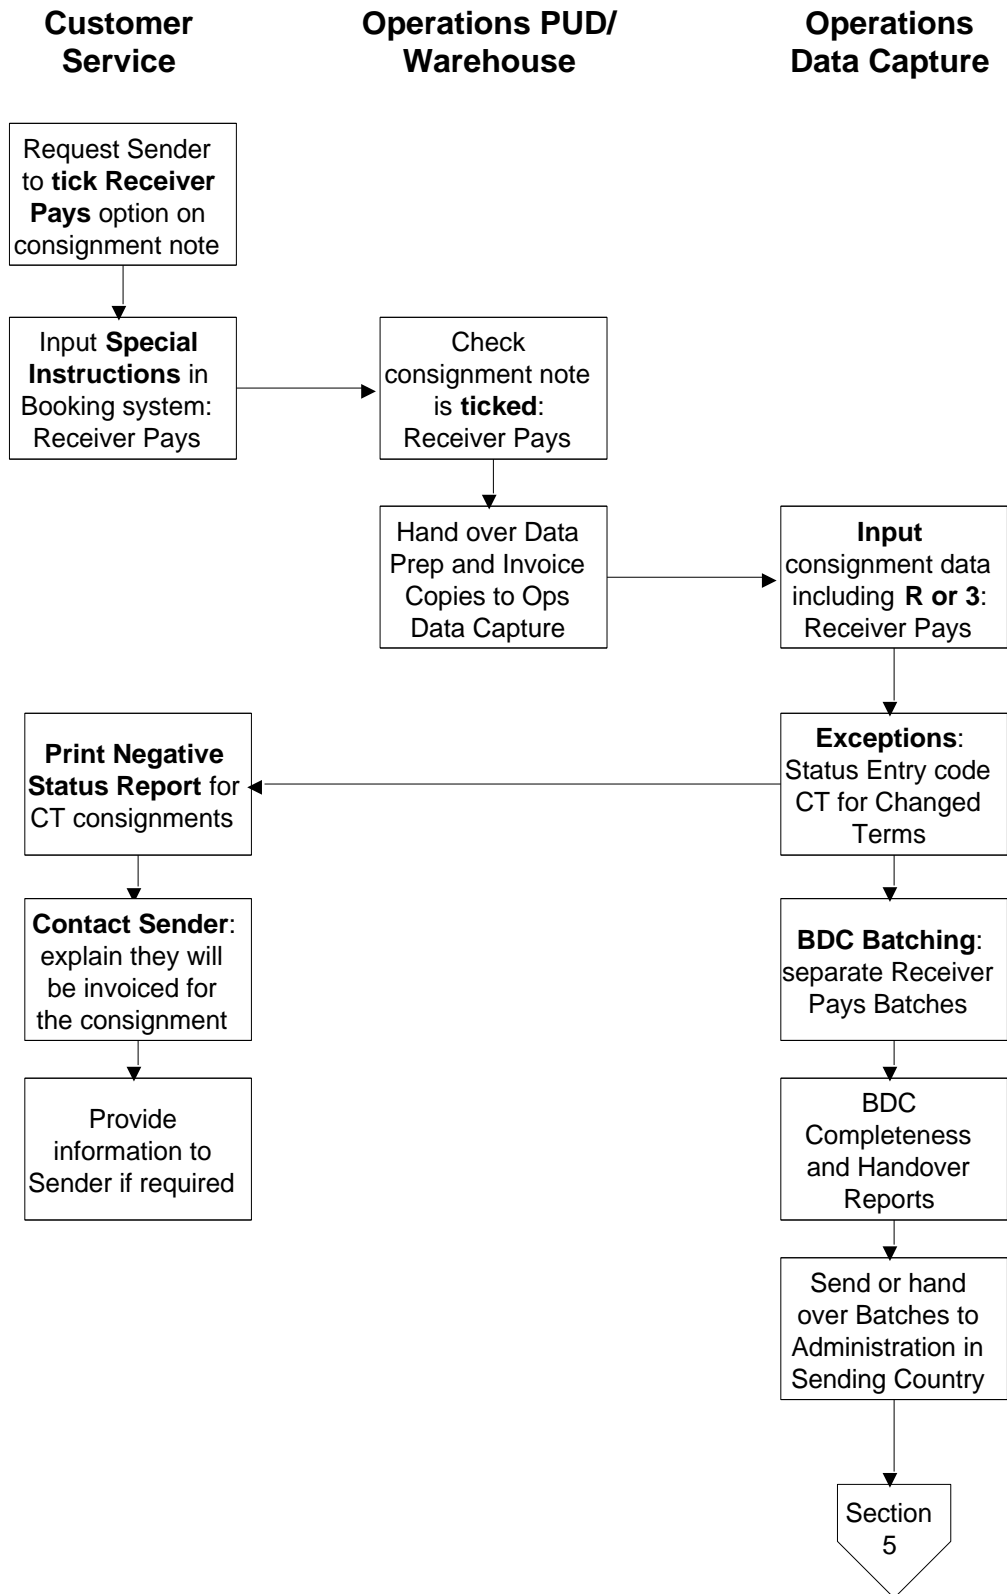 Customer
Service
Operations PUD/
Warehouse
Operations
Data Capture
Request Sender
to tick Receiver
Pays option on
consignment note
Input Special
Instructions in
Booking system:
Receiver Pays
Check
consignment note
is ticked:
Receiver Pays
Hand over Data
Prep and Invoice
Copies to Ops
Data Capture
Input
consignment data
including R or 3:
Receiver Pays
Print Negative
Status Report for
CT consignments
Exceptions:
Status Entry code
CT for Changed
Terms
Contact Sender:
explain they will
be invoiced for
the consignment
BDC Batching:
separate Receiver
Pays Batches
Provide
information to
Sender if required
BDC
Completeness
and Handover
Reports
Send or hand
over Batches to
Administration in
Sending Country
Section
5